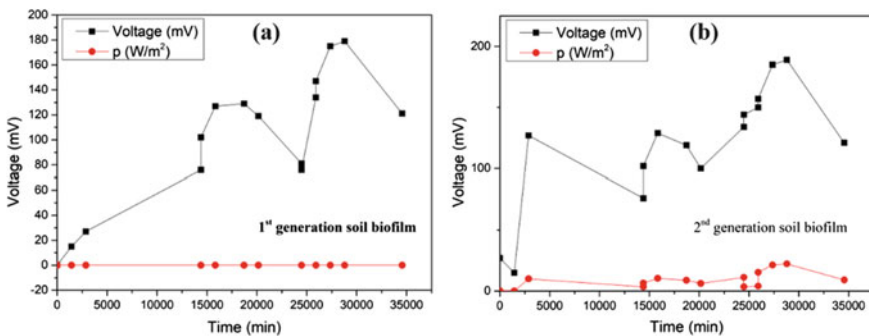 (a)
Voltage (mV)
p (W/m²)
200
180
160
140
120
100
80
60
40
20
0
-20
Voltage (mV)
1st generation soil biofilm
0 5000 10000 15000 20000 25000 30000 35000
Time (min)
(b)
Voltage (mV)
p (W/m²)
200
100
0
Voltage (mV)
2nd generation soil biofilm
0 5000 10000 15000 20000 25000 30000 35000
Time (min)